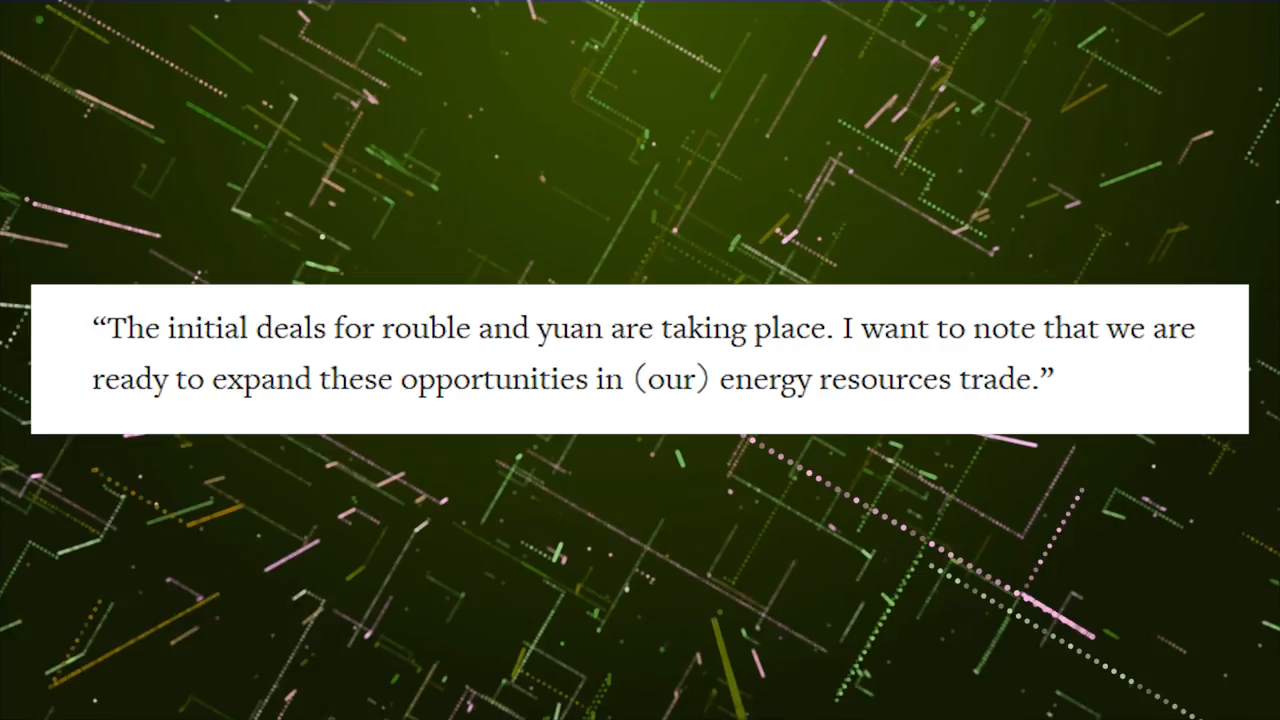 “The initial deals for rouble and yuan are taking place. I want to note that we are
ready to expand these opportunities in (our) energy resources trade.”